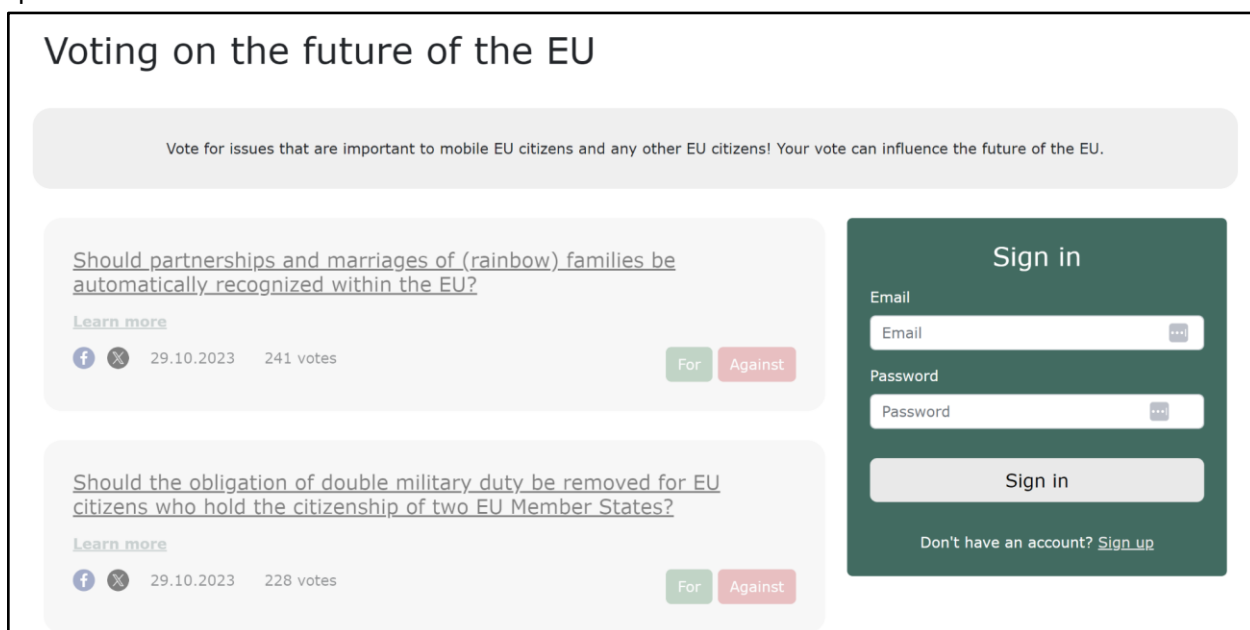 Voting on the future of the EU
Vote for issues that are important to mobile EU citizens and any other EU citizens! Your vote can influence the future of the EU.
Should partnerships and marriages of (rainbow) families be
automatically recognized within the EU?
Learn more
29.10.2023 241 votes
For Against
Should the obligation of double military duty be removed for EU
citizens who hold the citizenship of two EU Member States?
Learn more
29.10.2023 228 votes
For Against
Sign in
Email
Email
Password
Password
Sign in
Don't have an account? Sign up